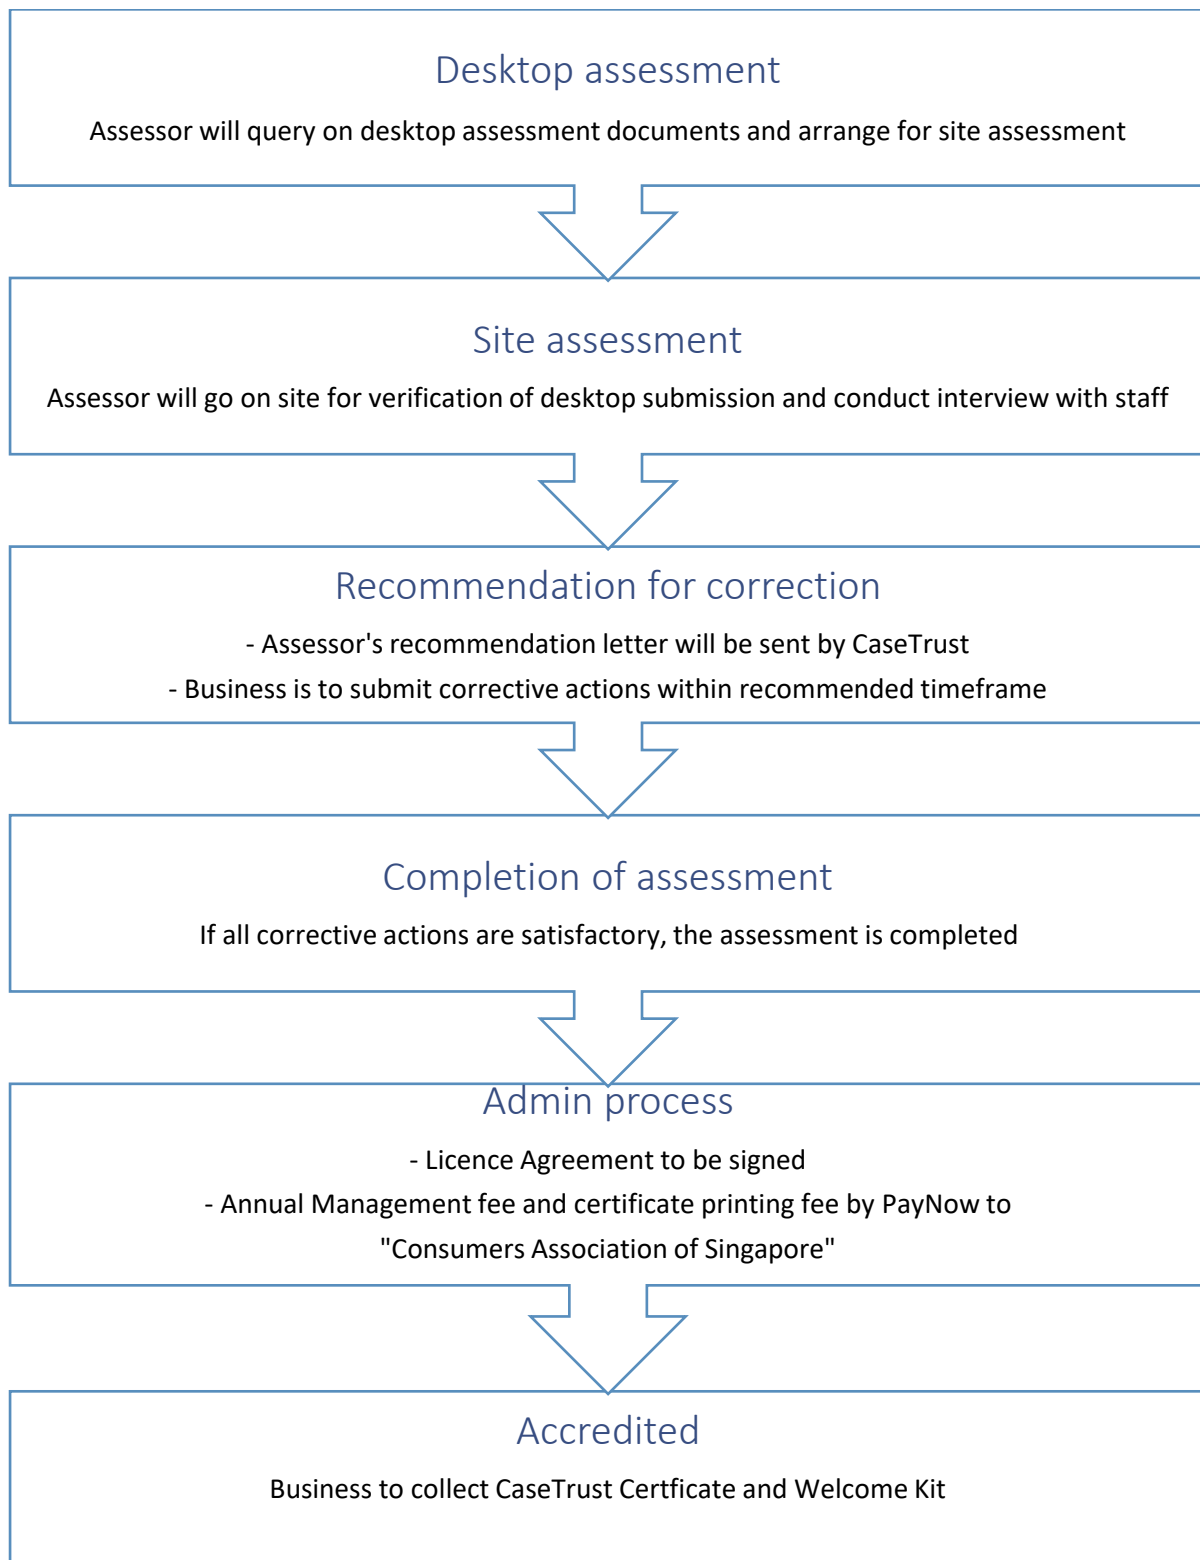 Desktop assessment
Assessor will query on desktop assessment documents and arrange for site assessment
Site assessment
Assessor will go on site for verification of desktop submission and conduct interview with staff
Recommendation for correction
- Assessor's recommendation letter will be sent by CaseTrust
- Business is to submit corrective actions within recommended timeframe
Completion of assessment
If all corrective actions are satisfactory, the assessment is completed
Admin process
- Licence Agreement to be signed
- Annual Management fee and certificate printing fee by PayNow to
"Consumers Association of Singapore"
Accredited
Business to collect CaseTrust Certficate and Welcome Kit